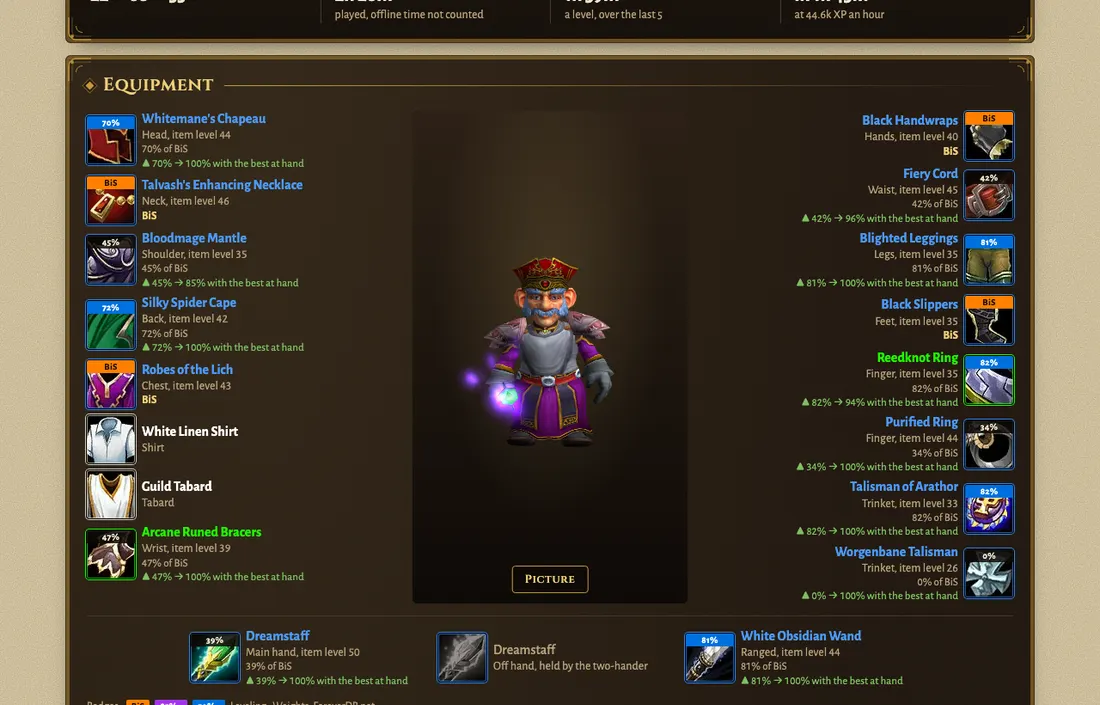 played, offline time not counted
a level, over the last 5
at 44.6k XP an hour
Equipment
70%
Whitemane's Chapeau
Head, item level 44
70% of BiS
▲ 70% → 100% with the best at hand
BiS
Talvash's Enhancing Necklace
Neck, item level 46
BiS
45%
Bloodmage Mantle
Shoulder, item level 35
45% of BiS
▲ 45% → 85% with the best at hand
72%
Silky Spider Cape
Back, item level 42
72% of BiS
▲ 72% → 100% with the best at hand
BiS
Robes of the Lich
Chest, item level 43
BiS
White Linen Shirt
Shirt
Guild Tabard
Tabard
47%
Arcane Runed Bracers
Wrist, item level 39
47% of BiS
▲ 47% → 100% with the best at hand
Picture
Black Handwraps
Hands, item level 40
BiS
BiS
Fiery Cord
Waist, item level 45
42% of BiS
▲ 42% → 96% with the best at hand
42%
Blighted Leggings
Legs, item level 35
81% of BiS
▲ 81% → 100% with the best at hand
81%
Black Slippers
Feet, item level 35
BiS
BiS
Reedknot Ring
Finger, item level 35
82% of BiS
▲ 82% → 94% with the best at hand
82%
Purified Ring
Finger, item level 44
34% of BiS
▲ 34% → 100% with the best at hand
34%
Talisman of Arathor
Trinket, item level 33
82% of BiS
▲ 82% → 100% with the best at hand
82%
Worgenbane Talisman
Trinket, item level 26
0% of BiS
▲ 0% → 100% with the best at hand
0%
39%
Dreamstaff
Main hand, item level 50
39% of BiS
▲ 39% → 100% with the best at hand
Dreamstaff
Off hand, held by the two-hander
81%
White Obsidian Wand
Ranged, item level 44
81% of BiS
▲ 81% → 100% with the best at hand